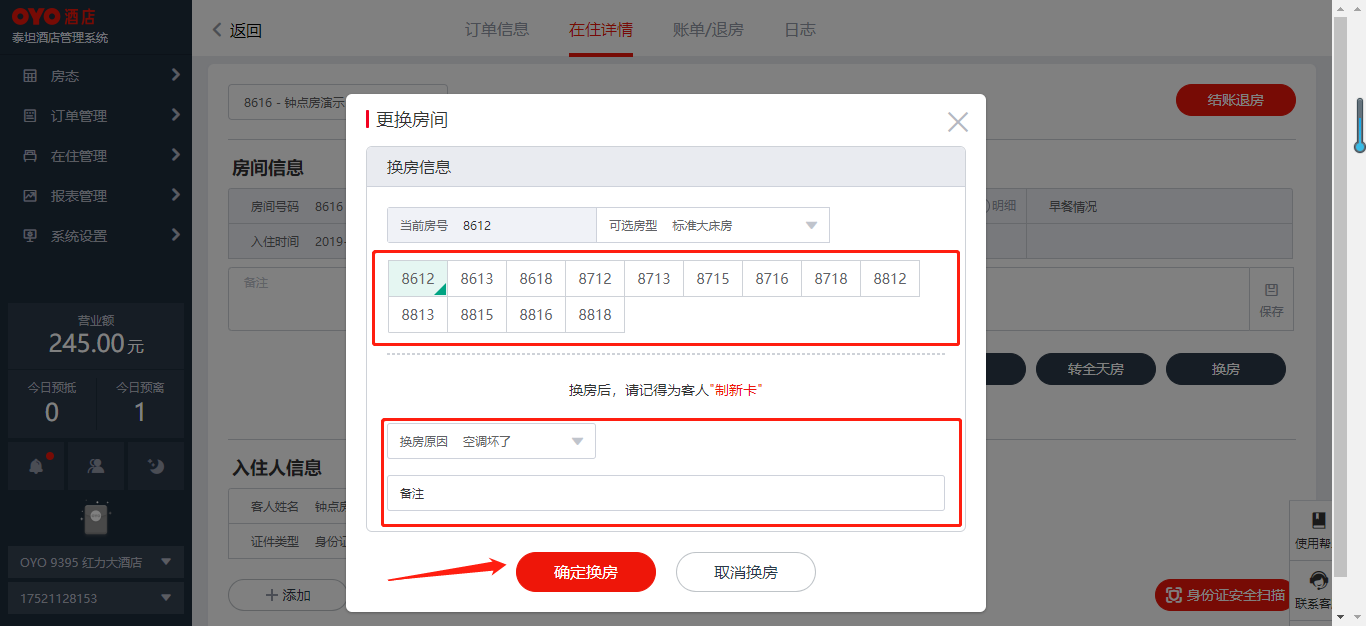 OYO 酒店
泰坦酒店管理系统
房态
订单管理
在住管理
报表管理
系统设置
营业额
245.00元
今日预抵 今日预离
0 1
OYO 9395 红力大酒店
17521128153
返回
订单信息 在住详情 账单/退房 日志
8616 - 钟点房演示
结账退房
房间信息
房间号码 8616
)明细 早餐情况
入住时间 2019-
备注
保存
转全天房 换房
入住人信息
客人姓名 钟点房
证件类型 身份证
添加
更换房间
换房信息
当前房号 8612 可选房型 标准大床房
8612 8613 8618 8712 8713 8715 8716 8718 8812
8813 8815 8816 8818
换房后，请记得为客人"制新卡"
换房原因 空调坏了
备注
确定换房 取消换房
使用帮
身份证安全扫描
联系客